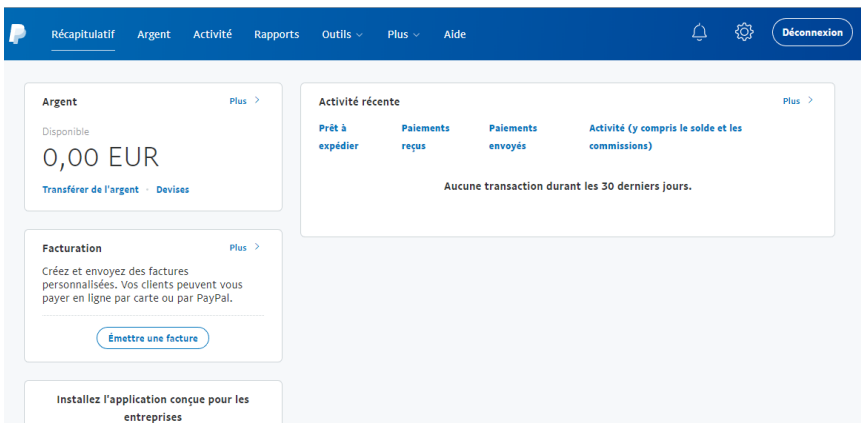 Récapitulatif Argent Activité Rapports Outils Plus Aide Déconnexion
Argent Plus
Disponible
0,00 EUR
Transférer de l'argent · Devises
Activité récente Plus
Prêt à
expédier
Paiements
reçus
Paiements
envoyés
Activité (y compris le solde et les
commissions)
Aucune transaction durant les 30 derniers jours.
Facturation Plus
Créez et envoyez des factures
personnalisées. Vos clients peuvent vous
payer en ligne par carte ou par PayPal.
Émettre une facture
Installez l'application conçue pour les
entreprises